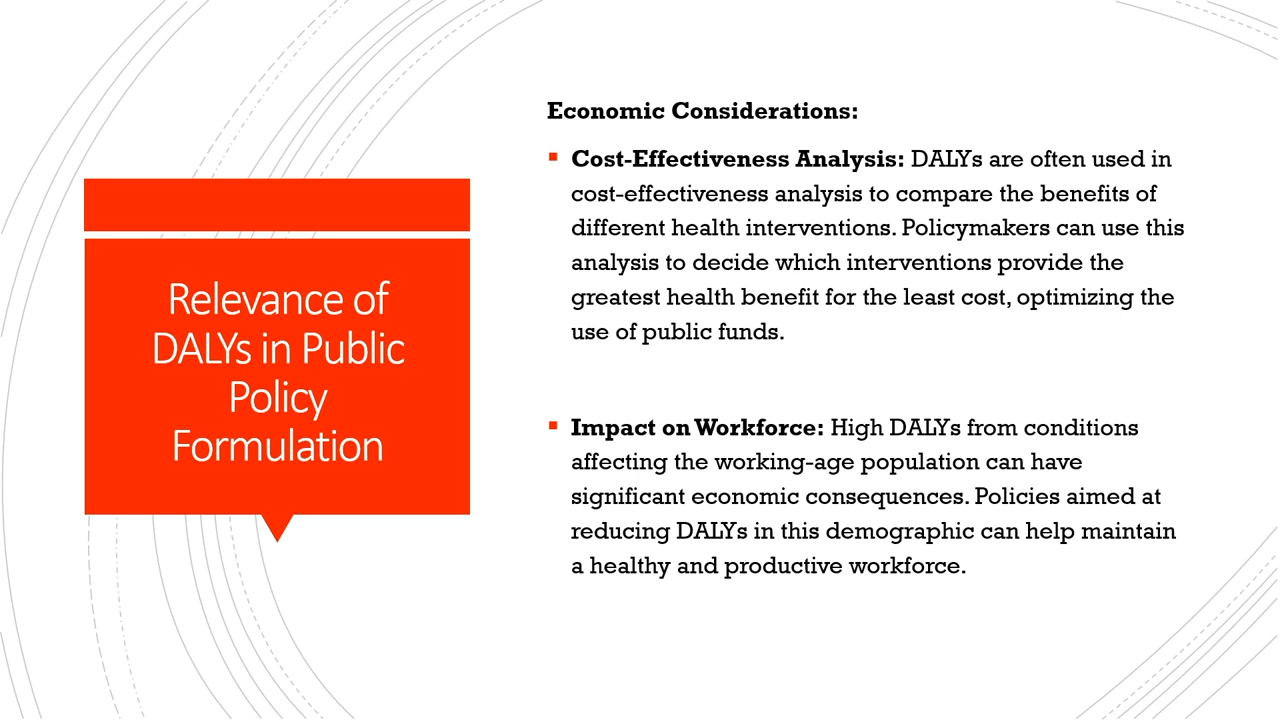 Relevance of
DALYs in Public
Policy
Formulation
Economic Considerations:
Cost-Effectiveness Analysis: DALYs are often used in
cost-effectiveness analysis to compare the benefits of
different health interventions. Policymakers can use this
analysis to decide which interventions provide the
greatest health benefit for the least cost, optimizing the
use of public funds.
Impact on Workforce: High DALYs from conditions
affecting the working-age population can have
significant economic consequences. Policies aimed at
reducing DALYs in this demographic can help maintain
a healthy and productive workforce.